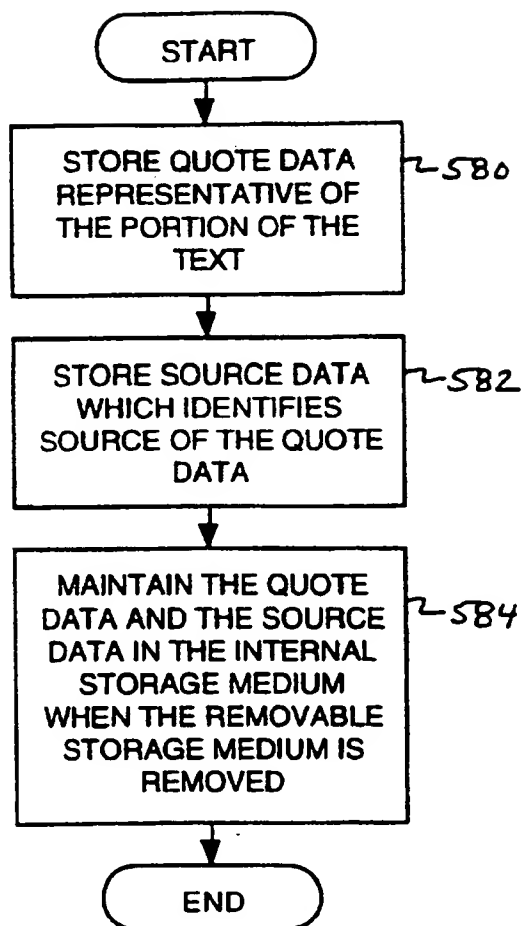 START
STORE QUOTE DATA
REPRESENTATIVE OF
THE PORTION OF THE
TEXT
580
STORE SOURCE DATA
WHICH IDENTIFIES
SOURCE OF THE QUOTE
DATA
582
MAINTAIN THE QUOTE
DATA AND THE SOURCE
DATA IN THE INTERNAL
STORAGE MEDIUM
WHEN THE REMOVABLE
STORAGE MEDIUM IS
REMOVED
584
END